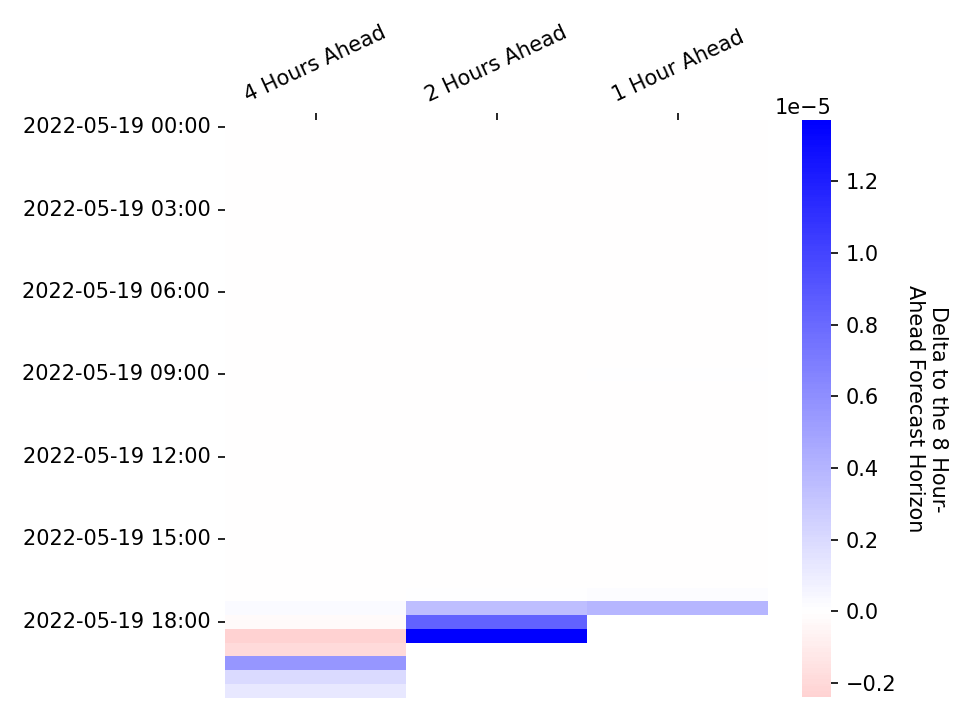 4 Hours Ahead
2 Hours Ahead
1 Hour Ahead
1e−5
2022-05-19 00:00
2022-05-19 03:00
2022-05-19 06:00
2022-05-19 09:00
2022-05-19 12:00
2022-05-19 15:00
2022-05-19 18:00
1.2
1.0
0.8
0.6
0.4
0.2
0.0
−0.2
Delta to the 8 Hour-
Ahead Forecast Horizon